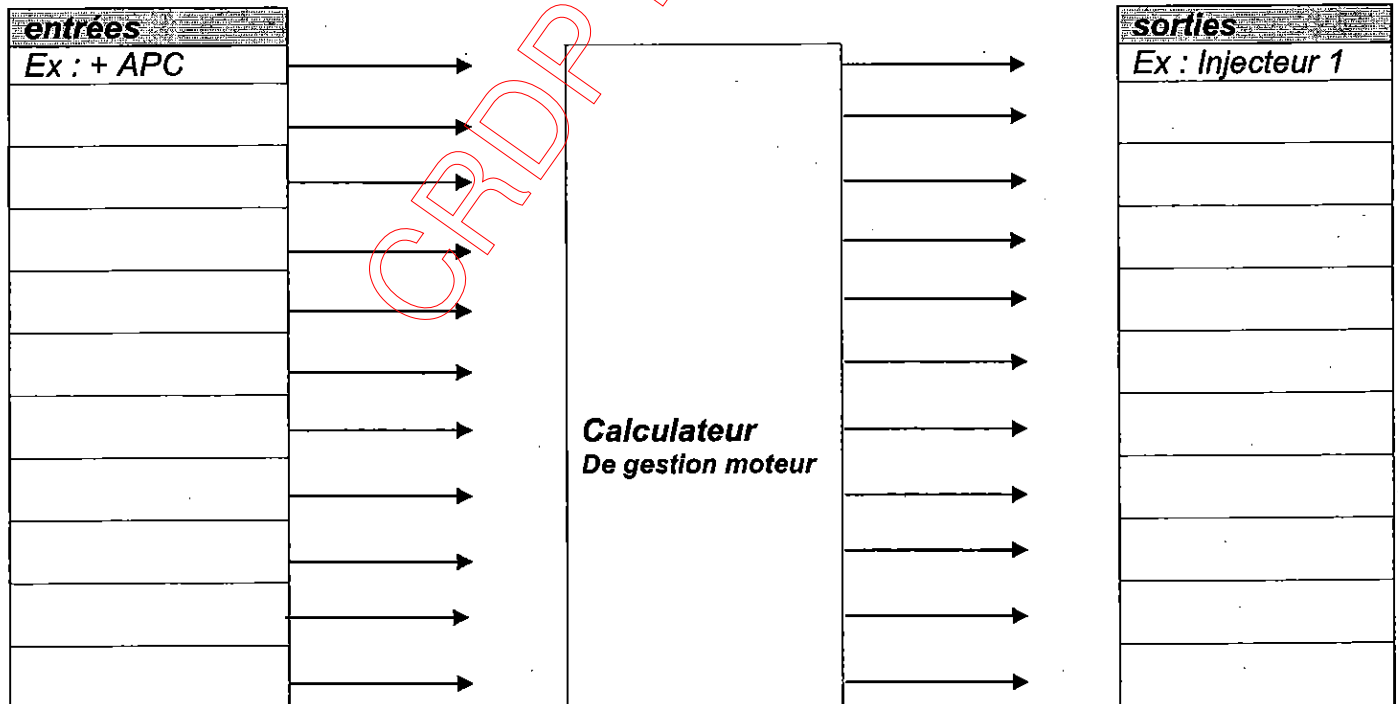 entrées
Ex : + APC
Calculateur
De gestion moteur
sorties
Ex : Injecteur 1
CRDP